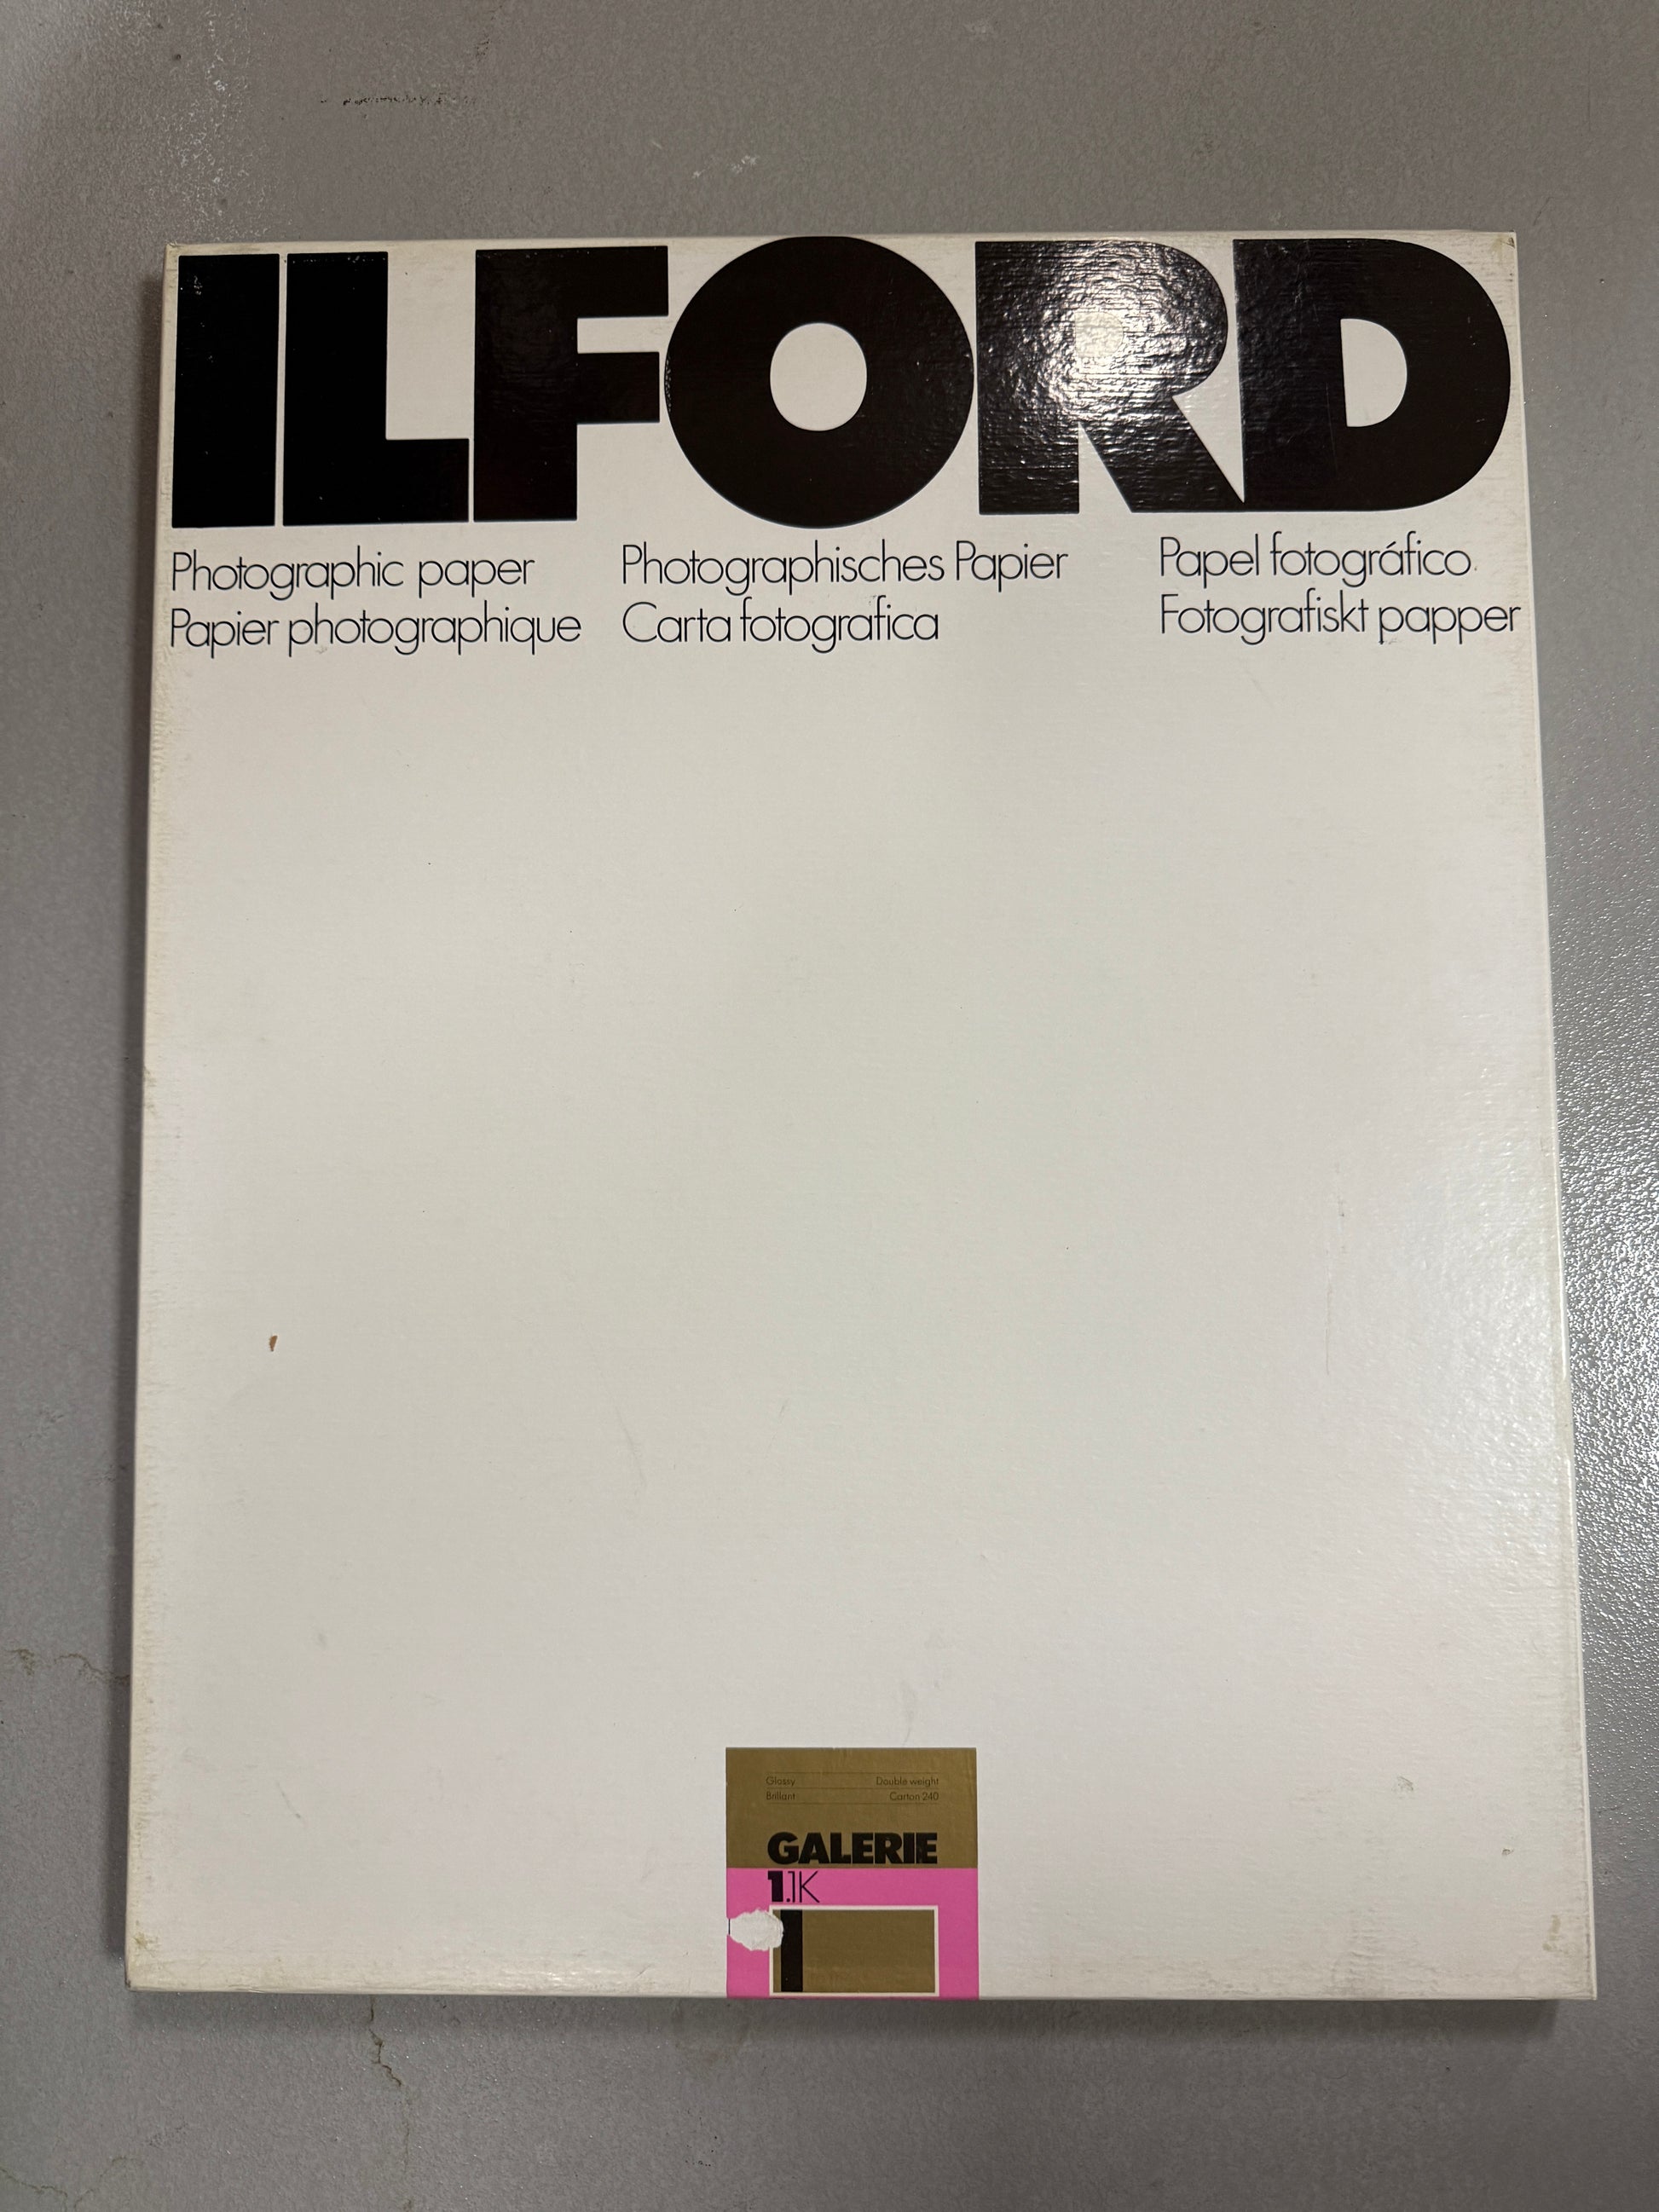 ILFORD
Photographic paper
Papier photographique
Photographisches Papier
Carta fotografica
Papel fotográfico
Fotografiskt papper
Glossy Double weight
Brillant Carton 240
GALERIE
1.1K